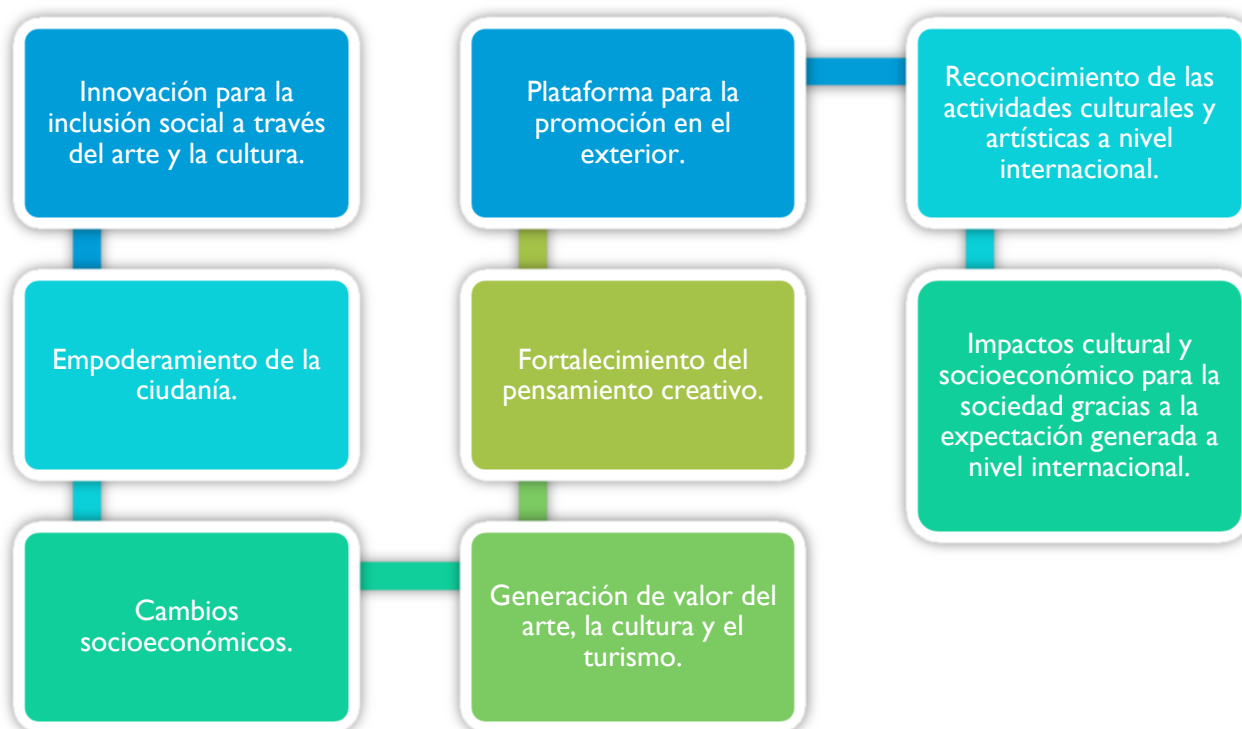 Innovación para la
inclusión social a través
del arte y la cultura.
Empoderamiento de la
ciudanía.
Cambios
socioeconómicos.
Generación de valor del
arte, la cultura y el
turismo.
Fortalecimiento del
pensamiento creativo.
Plataforma para la
promoción en el
exterior.
Reconocimiento de las
actividades culturales y
artísticas a nivel
internacional.
Impactos cultural y
socioeconómico para la
sociedad gracias a la
expectación generada a
nivel internacional.